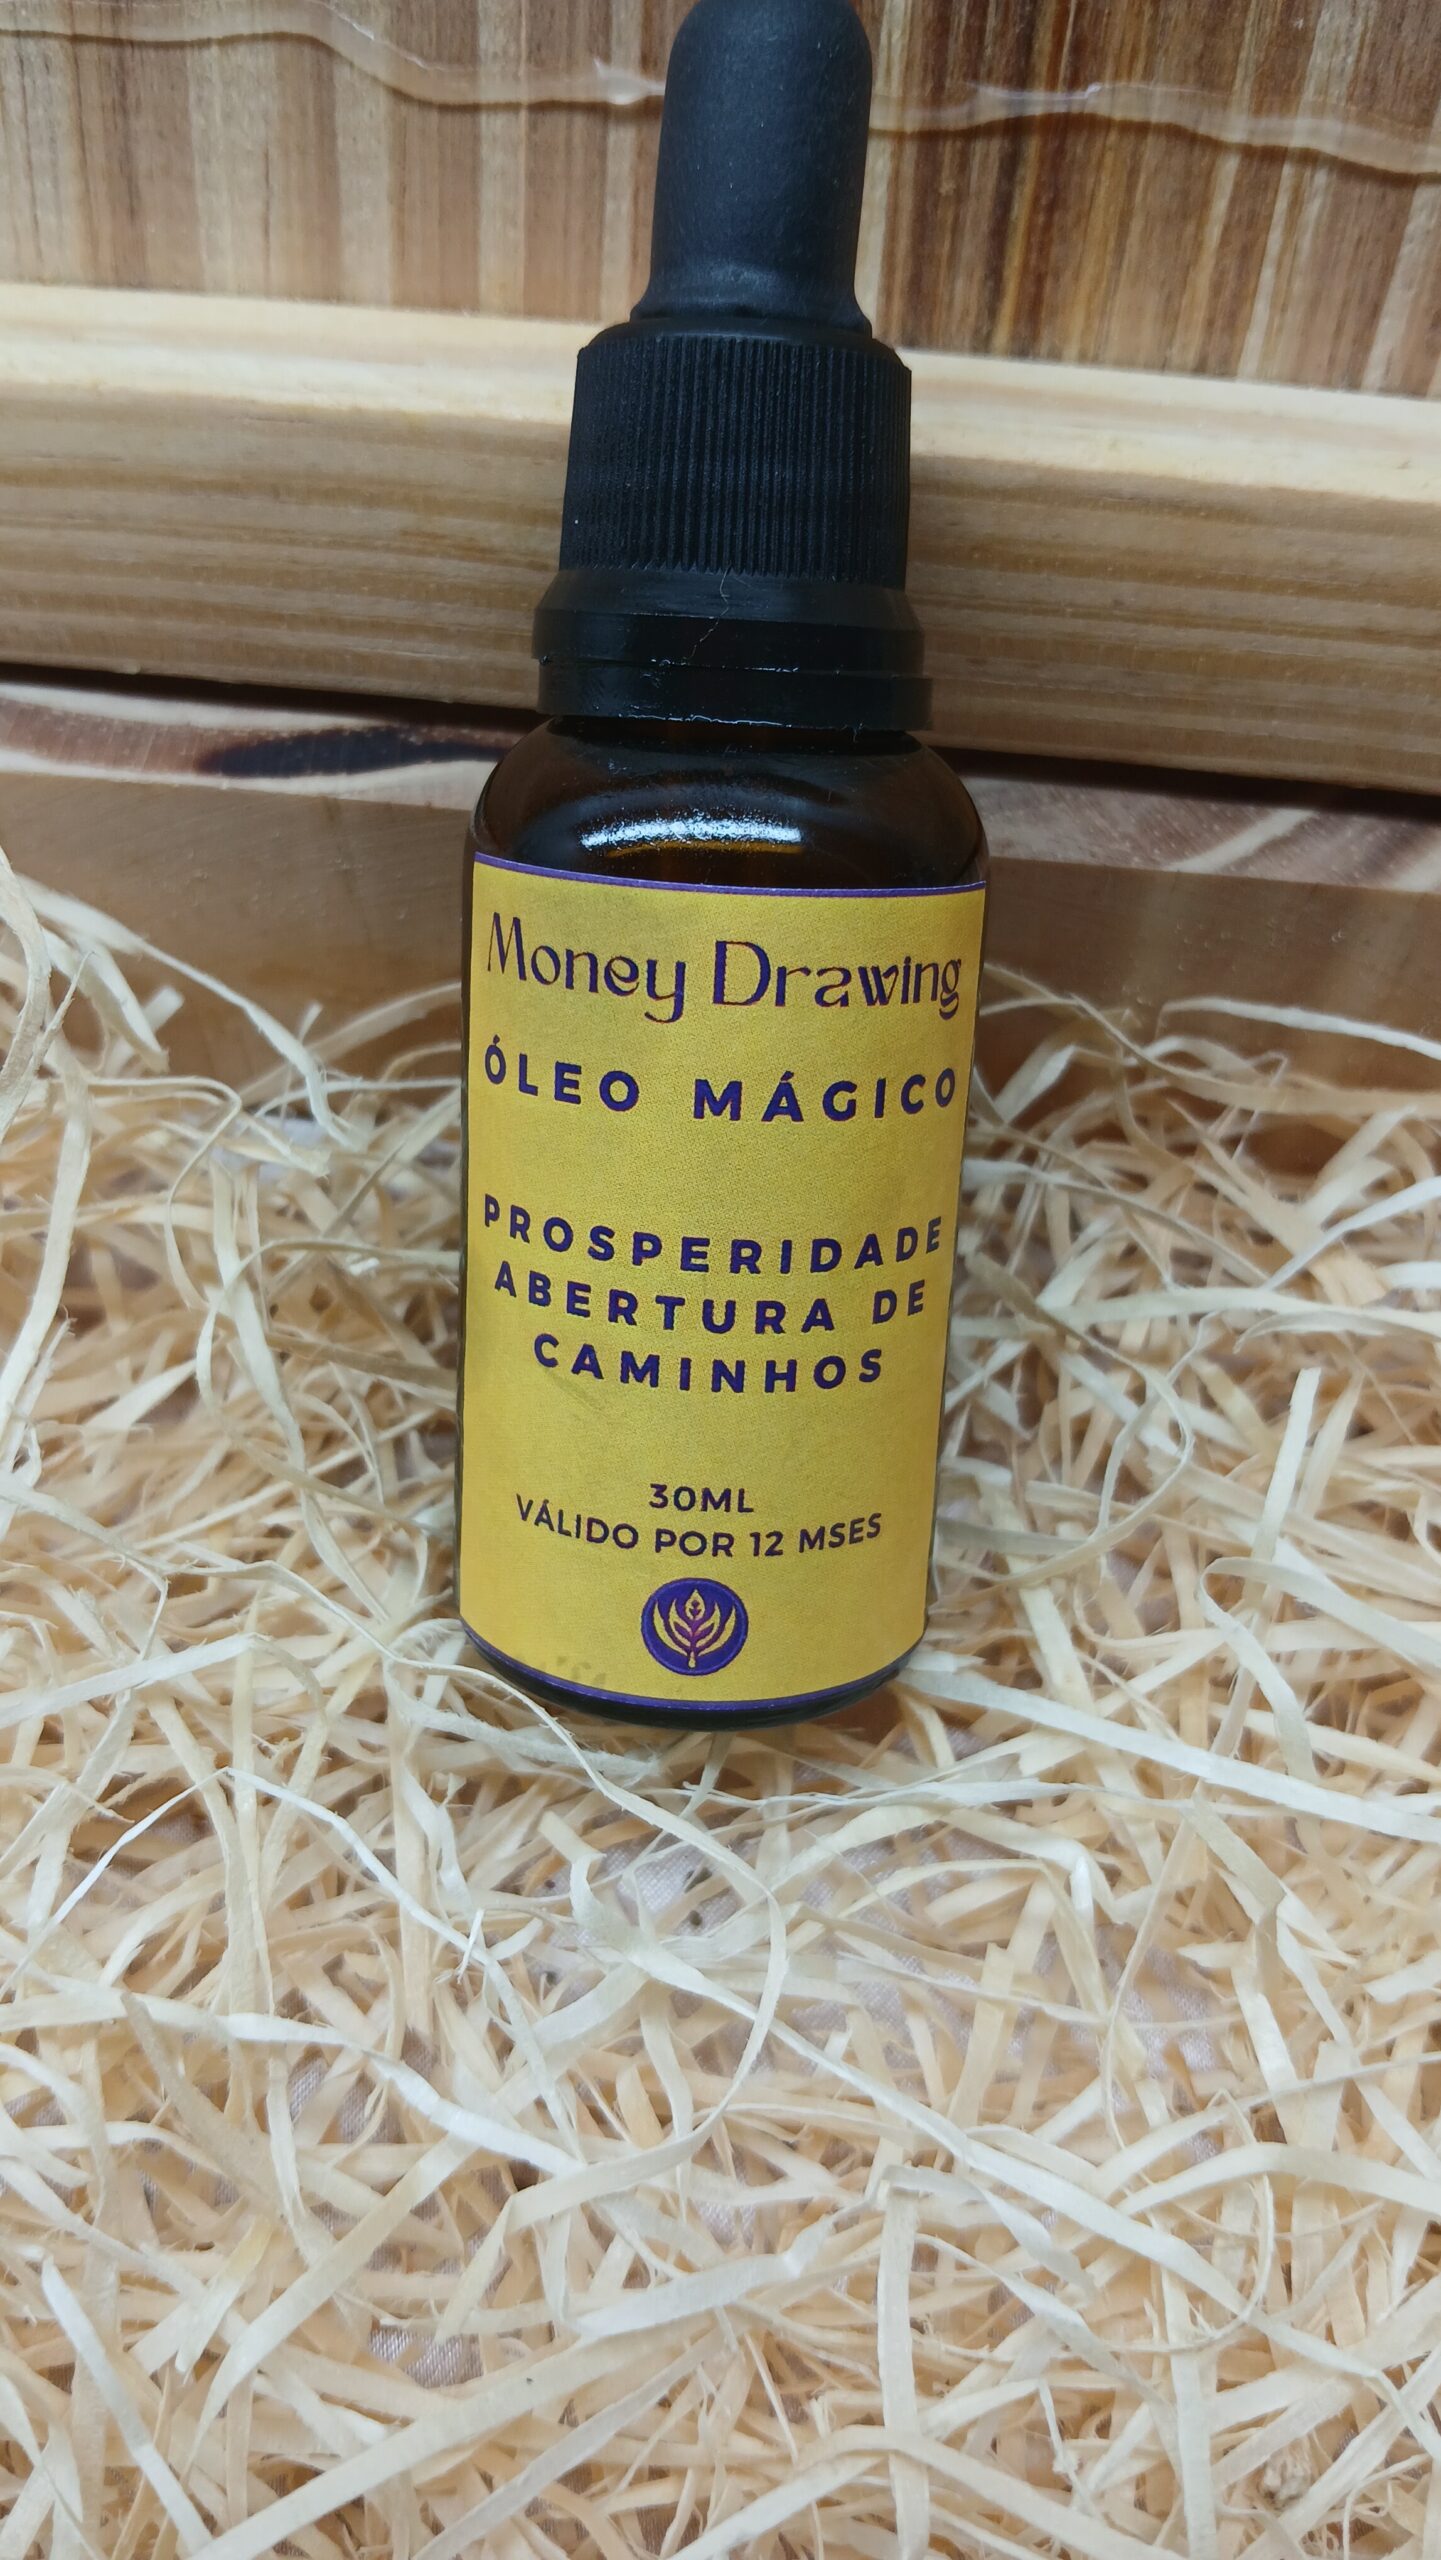 Money Drawing
ÓLEO MÁGICO
PROSPERIDADE
ABERTURA DE
CAMINHOS
30ML
VÁLIDO POR 12 MSES